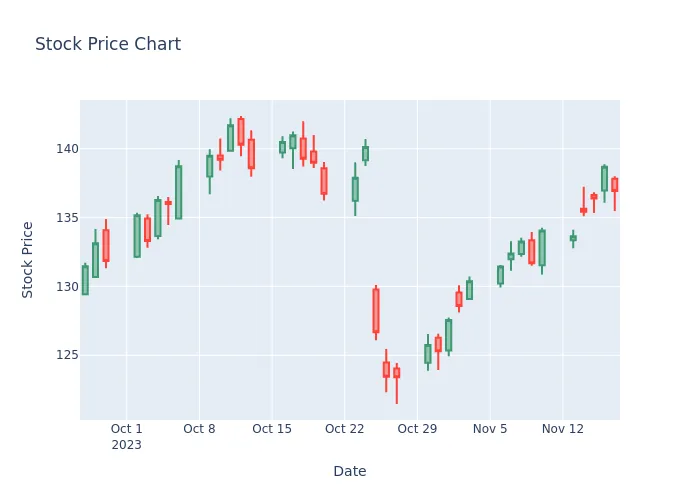 Stock Price Chart
Stock Price
140
135
130
125
Oct 1
2023
Oct 8
Oct 15
Oct 22
Oct 29
Nov 5
Nov 12
Date